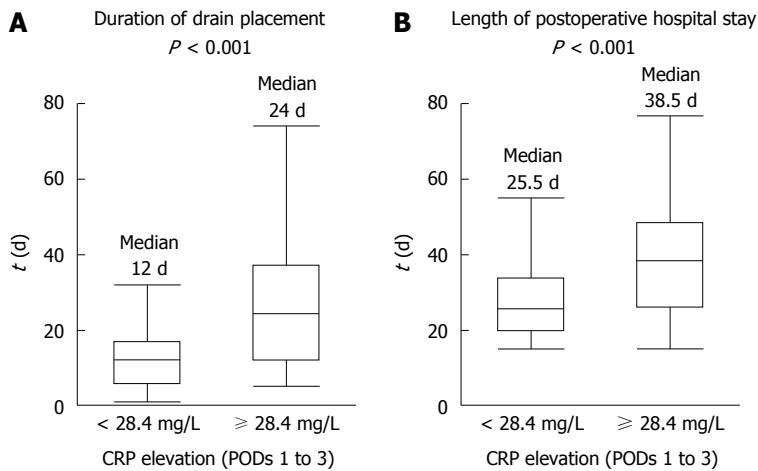 A
Duration of drain placement
P < 0.001
Median
24 d
Median
12 d
80
60
40
20
0
t (d)
< 28.4 mg/L
⩾ 28.4 mg/L
CRP elevation (PODs 1 to 3)
B
Length of postoperative hospital stay
P < 0.001
Median
38.5 d
Median
25.5 d
80
60
40
20
0
t (d)
< 28.4 mg/L
⩾ 28.4 mg/L
CRP elevation (PODs 1 to 3)